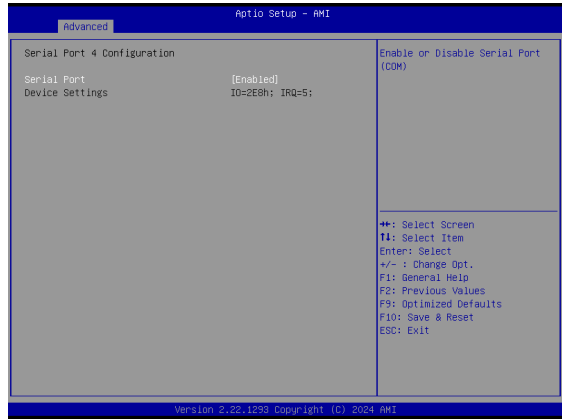 Aptio Setup - AMI
Advanced
Serial Port 4 Configuration
Serial Port [Enabled]
Device Settings IO=2E8h; IRQ=5;
Enable or Disable Serial Port
(COM)
→←: Select Screen
↑↓: Select Item
Enter: Select
+/- : Change Opt.
F1: General Help
F2: Previous Values
F9: Optimized Defaults
F10: Save & Reset
ESC: Exit
Version 2.22.1293 Copyright (C) 2024 AMI